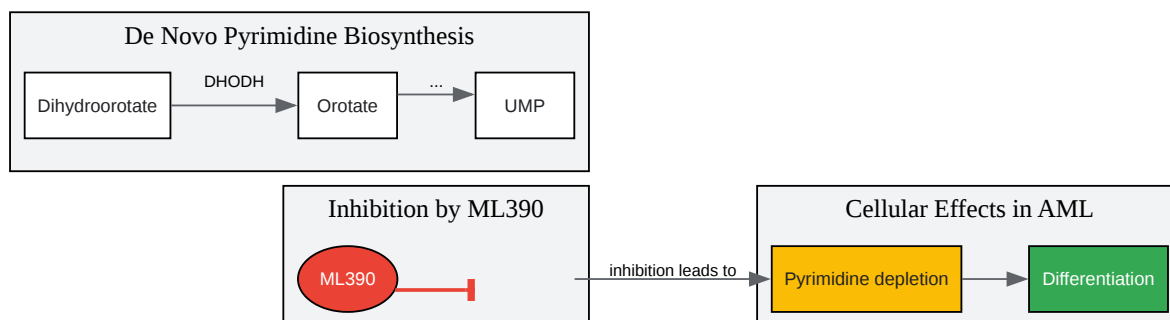 De Novo Pyrimidine Biosynthesis
DHODH
...
Dihydroorotate
Orotate
UMP
Inhibition by ML390
ML390
inhibition leads to
Cellular Effects in AML
Pyrimidine depletion
Differentiation